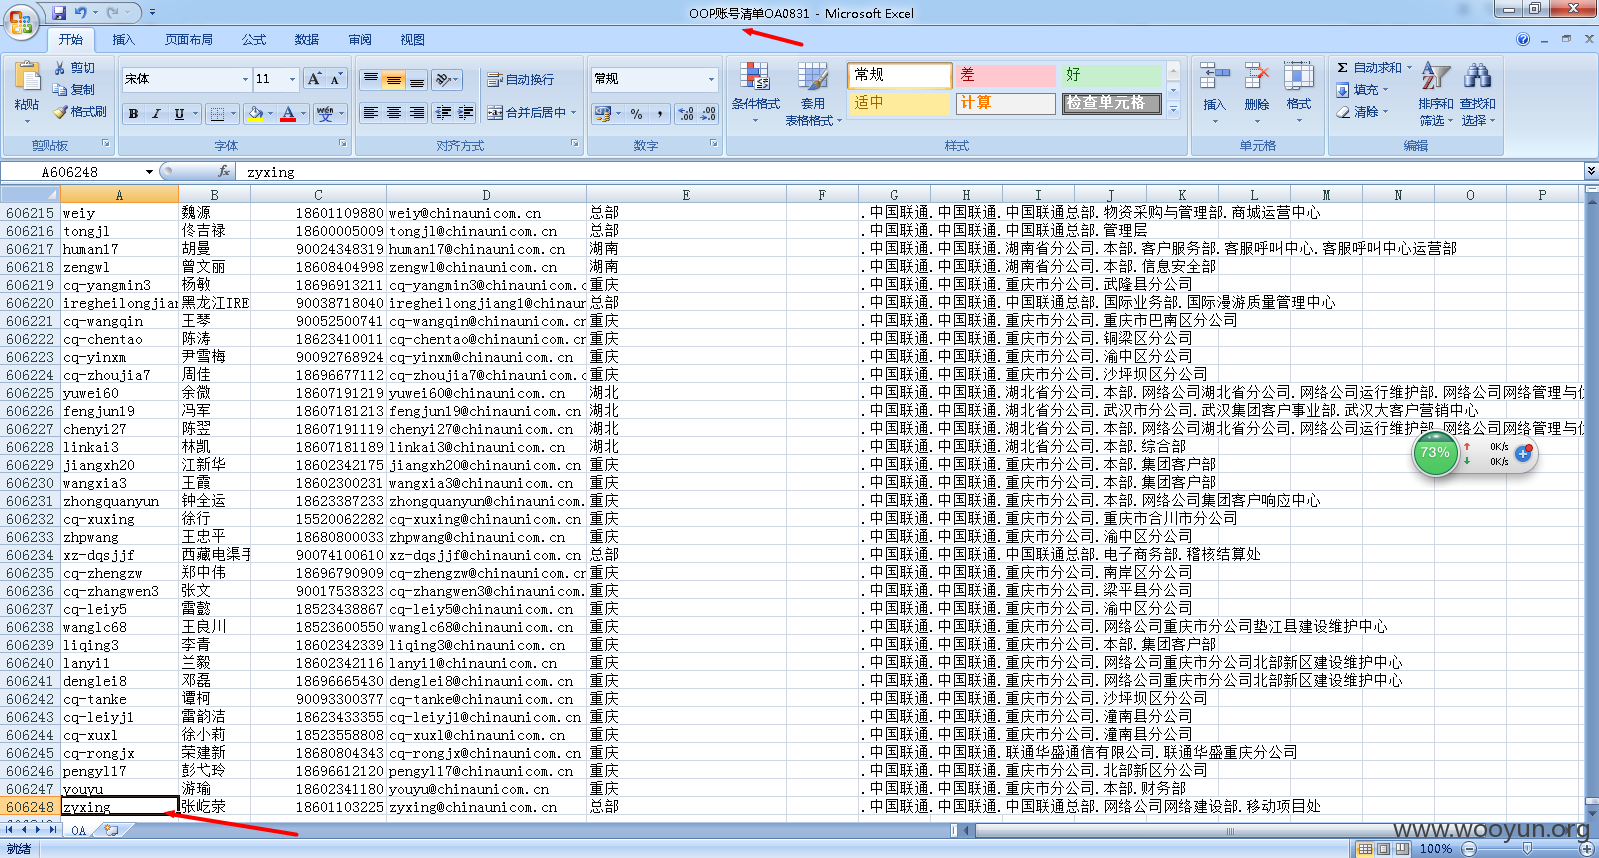 OOP账号清单OA0831 - Microsoft Excel
开始 插入 页面布局 公式 数据 审阅 视图
粘贴 剪切 复制 格式刷 剪贴板
宋体 11 B I U A 字体
自动换行 合并后居中 对齐方式
常规 % , 数字
条件格式 套用表格格式 常规 差 好 适中 计算 检查单元格 样式
插入 删除 格式 单元格
Σ 自动求和 填充 清除 排序和筛选 查找和选择 编辑
A606248 fx zyxing
A B C D E F G H I J K L M N O P
606215 weiy 魏源 18601109880 weiy@chinaunicom.cn 总部 .中国联通.中国联通.中国联通总部.物资采购与管理部.商城运营中心
606216 tongjl 佟吉禄 18600005009 tongjl@chinaunicom.cn 总部 .中国联通.中国联通.中国联通总部.管理层
606217 human17 胡曼 90024348319 human17@chinaunicom.cn 湖南 .中国联通.中国联通.湖南省分公司.本部.客户服务部.客服呼叫中心.客服呼叫中心运营部
606218 zengwl 曾文丽 18608404998 zengwl@chinaunicom.cn 湖南 .中国联通.中国联通.湖南省分公司.本部.信息安全部
606219 cq-yangmin3 杨敏 18696913211 cq-yangmin3@chinaunicom.c 重庆 .中国联通.中国联通.重庆市分公司.武隆县分公司
606220 iregheilongjian 黑龙江IRE 90038718040 iregheilongjiang1@chinaun 总部 .中国联通.中国联通.中国联通总部.国际业务部.国际漫游质量管理中心
606221 cq-wangqin 王琴 90052500741 cq-wangqin@chinaunicom.cn 重庆 .中国联通.中国联通.重庆市分公司.重庆市巴南区分公司
606222 cq-chentao 陈涛 18623410011 cq-chentao@chinaunicom.cn 重庆 .中国联通.中国联通.重庆市分公司.铜梁区分公司
606223 cq-yinxm 尹雪梅 90092768924 cq-yinxm@chinaunicom.cn 重庆 .中国联通.中国联通.重庆市分公司.渝中区分公司
606224 cq-zhoujia7 周佳 18696677112 cq-zhoujia7@chinaunicom.c 重庆 .中国联通.中国联通.重庆市分公司.沙坪坝区分公司
606225 yuwei60 余微 18607191219 yuwei60@chinaunicom.cn 湖北 .中国联通.中国联通.湖北省分公司.本部.网络公司湖北省分公司.网络公司运行维护部.网络公司网络管理与
606226 fengjun19 冯军 18607181213 fengjun19@chinaunicom.cn 湖北 .中国联通.中国联通.湖北省分公司.武汉市分公司.武汉集团客户事业部.武汉大客户营销中心
606227 chenyi27 陈翌 18607191119 chenyi27@chinaunicom.cn 湖北 .中国联通.中国联通.湖北省分公司.本部.网络公司湖北省分公司.网络公司运行维护部.网络公司网络管理与
606228 linkai3 林凯 18607181189 linkai3@chinaunicom.cn 湖北 .中国联通.中国联通.湖北省分公司.本部.综合部
606229 jiangxh20 江新华 18602342175 jiangxh20@chinaunicom.cn 重庆 .中国联通.中国联通.重庆市分公司.本部.集团客户部
606230 wangxia3 王霞 18602300231 wangxia3@chinaunicom.cn 重庆 .中国联通.中国联通.重庆市分公司.本部.集团客户部
606231 zhongquanyun 钟全运 18623387233 zhongquanyun@chinaunicom. 重庆 .中国联通.中国联通.重庆市分公司.本部.网络公司集团客户响应中心
606232 cq-xuxing 徐行 15520062282 cq-xuxing@chinaunicom.cn 重庆 .中国联通.中国联通.重庆市分公司.重庆市合川市分公司
606233 zhpwang 王忠平 18680800033 zhpwang@chinaunicom.cn 重庆 .中国联通.中国联通.重庆市分公司.渝中区分公司
606234 xz-dqsjjf 西藏电渠手 90074100610 xz-dqsjjf@chinaunicom.cn 总部 .中国联通.中国联通.中国联通总部.电子商务部.稽核结算处
606235 cq-zhengzw 郑中伟 18696790909 cq-zhengzw@chinaunicom.cn 重庆 .中国联通.中国联通.重庆市分公司.南岸区分公司
606236 cq-zhangwen3 张文 90017538323 cq-zhangwen3@chinaunicom. 重庆 .中国联通.中国联通.重庆市分公司.梁平县分公司
606237 cq-leiy5 雷懿 18523438867 cq-leiy5@chinaunicom.cn 重庆 .中国联通.中国联通.重庆市分公司.渝中区分公司
606238 wanglc68 王良川 18523600550 wanglc68@chinaunicom.cn 重庆 .中国联通.中国联通.重庆市分公司.网络公司重庆市分公司垫江县建设维护中心
606239 liqing3 李青 18602342339 liqing3@chinaunicom.cn 重庆 .中国联通.中国联通.重庆市分公司.本部.集团客户部
606240 lanyi1 兰毅 18602342116 lanyi1@chinaunicom.cn 重庆 .中国联通.中国联通.重庆市分公司.网络公司重庆市分公司北部新区建设维护中心
606241 denglei8 邓磊 18696665430 denglei8@chinaunicom.cn 重庆 .中国联通.中国联通.重庆市分公司.网络公司重庆市分公司北部新区建设维护中心
606242 cq-tanke 谭柯 90093300377 cq-tanke@chinaunicom.cn 重庆 .中国联通.中国联通.重庆市分公司.沙坪坝区分公司
606243 cq-leiyj1 雷韵洁 18623433355 cq-leiyj1@chinaunicom.cn 重庆 .中国联通.中国联通.重庆市分公司.潼南县分公司
606244 cq-xuxl 徐小莉 18523558808 cq-xuxl@chinaunicom.cn 重庆 .中国联通.中国联通.重庆市分公司.潼南县分公司
606245 cq-rongjx 荣建新 18680804343 cq-rongjx@chinaunicom.cn 重庆 .中国联通.中国联通.联通华盛通信有限公司.联通华盛重庆分公司
606246 pengyl17 彭弋玲 18696612120 pengyl17@chinaunicom.cn 重庆 .中国联通.中国联通.重庆市分公司.北部新区分公司
606247 youyu 游瑜 18602341180 youyu@chinaunicom.cn 重庆 .中国联通.中国联通.重庆市分公司.本部.财务部
606248 zyxing 张屹荥 18601103225 zyxing@chinaunicom.cn 总部 .中国联通.中国联通.中国联通总部.网络公司网络建设部.移动项目处
73% 0K/s 0K/s
OA
www.wooyun.org
就绪 100%